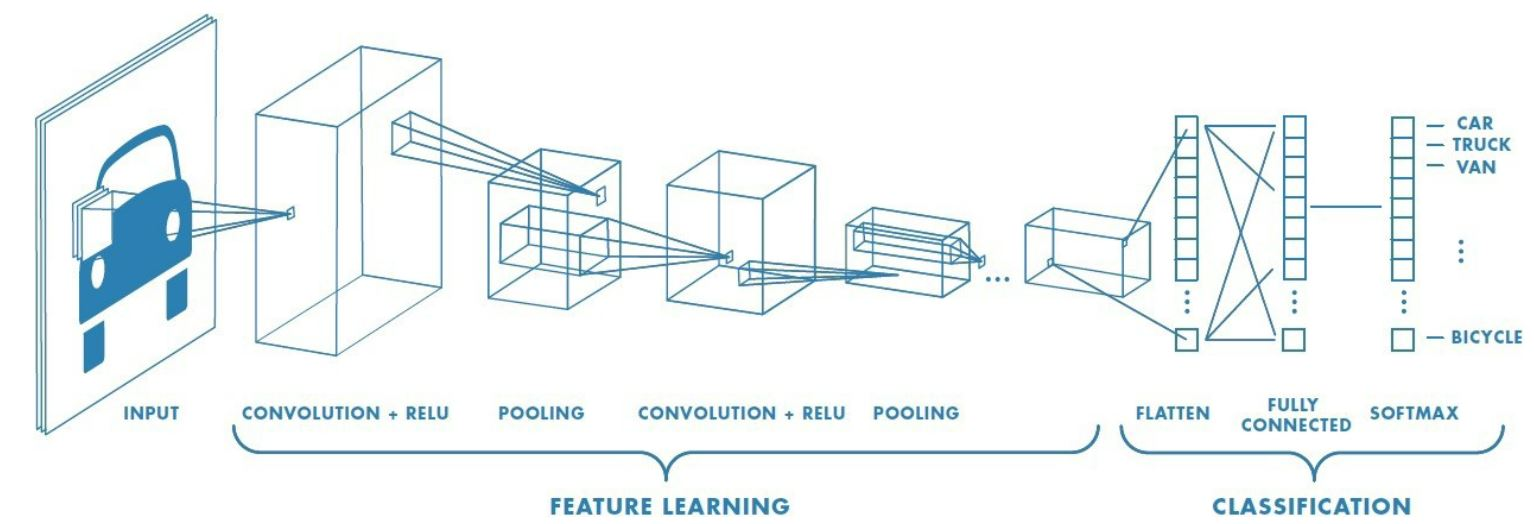 CAR
TRUCK
VAN
BICYCLE
INPUT
CONVOLUTION + RELU
POOLING
CONVOLUTION + RELU
POOLING
FLATTEN
FULLY
CONNECTED
SOFTMAX
FEATURE LEARNING
CLASSIFICATION